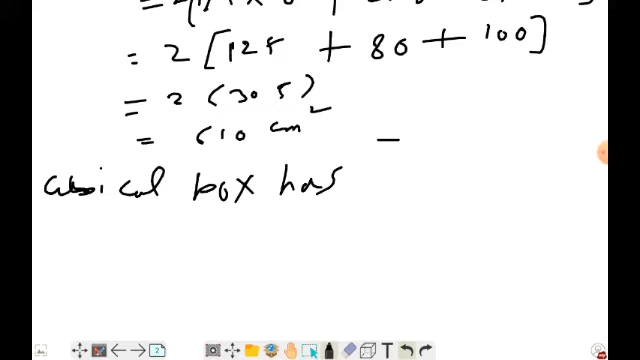 = 2 [125 + 80 + 100]
= 2 (305)
= 610 cm²
cubical box has